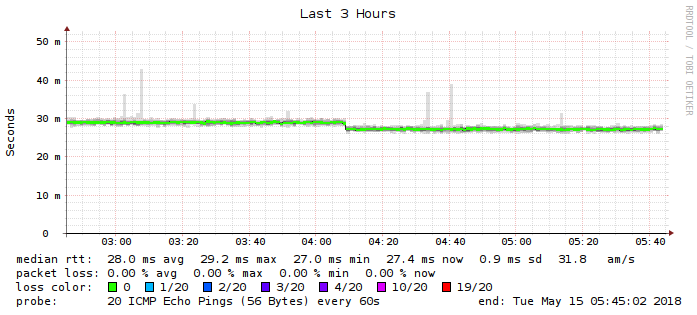 Last 3 Hours
RRDTOOL / TOBI OETIKER
Seconds
50 m
40 m
30 m
20 m
10 m
0
03:00 03:20 03:40 04:00 04:20 04:40 05:00 05:20 05:40
median rtt: 28.0 ms avg 29.2 ms max 27.0 ms min 27.4 ms now 0.9 ms sd 31.8 am/s
packet loss: 0.00 % avg 0.00 % max 0.00 % min 0.00 % now
loss color: 0 1/20 2/20 3/20 4/20 10/20 19/20
probe: 20 ICMP Echo Pings (56 Bytes) every 60s end: Tue May 15 05:45:02 2018